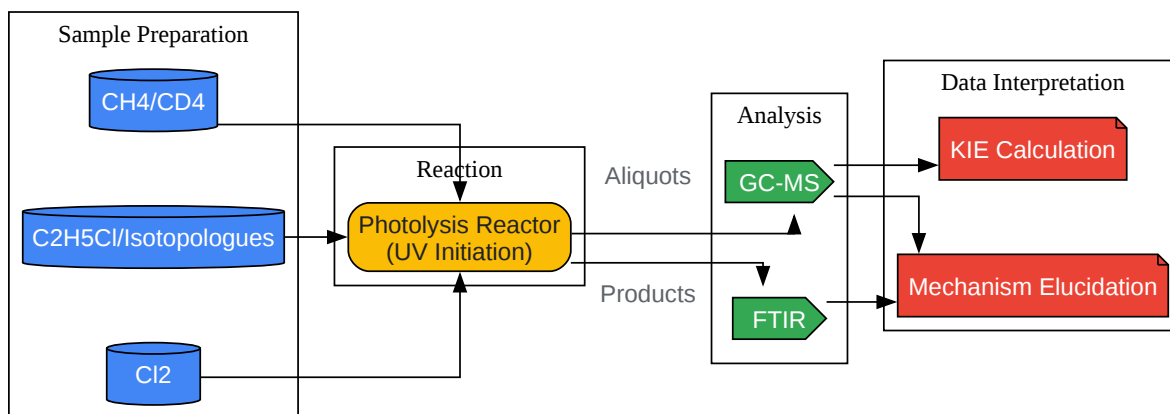 Sample Preparation
CH4/CD4
C2H5Cl/Isotopologues
Cl2
Reaction
Photolysis Reactor
(UV Initiation)
Aliquots
Products
Analysis
GC-MS
FTIR
Data Interpretation
KIE Calculation
Mechanism Elucidation